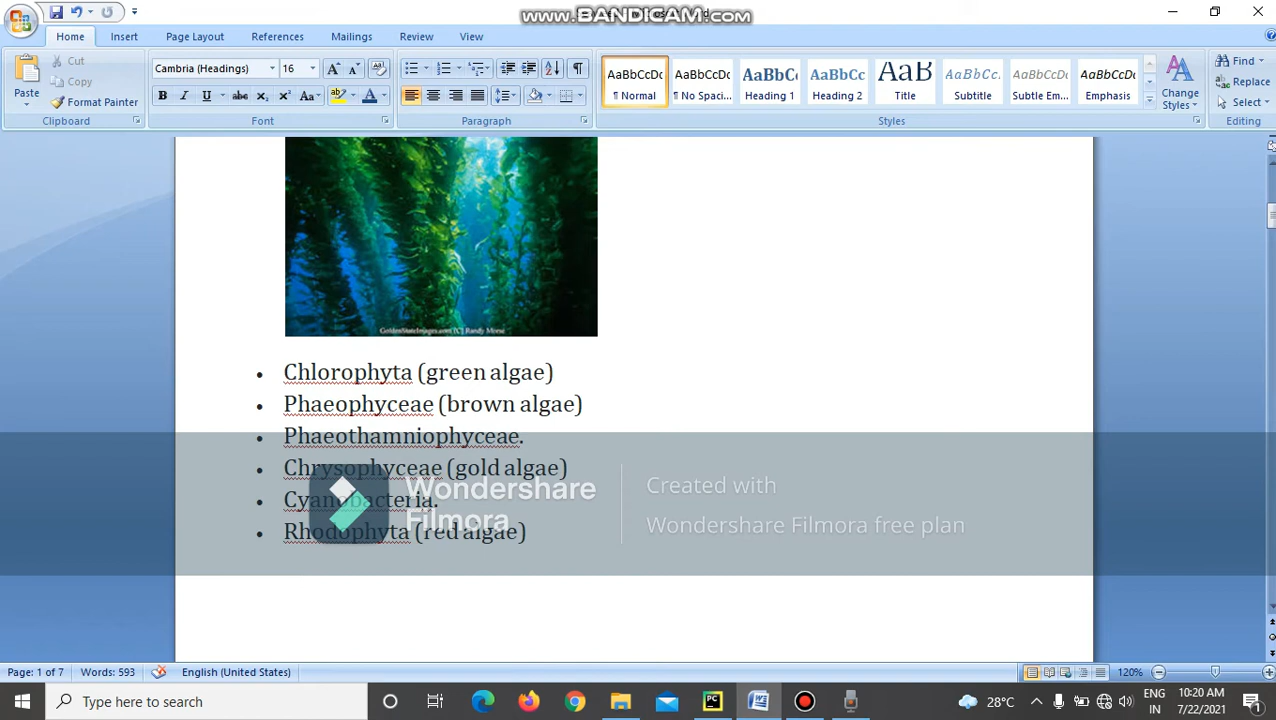 www.BANDICAM.com
Home Insert Page Layout References Mailings Review View
Cut
Copy
Format Painter
Paste
Clipboard
Cambria (Headings) 16
Font
Paragraph
AaBbCcDc AaBbCcDc AaBbC AaBbCc AaB AaBbCc. AaBbCcDc AaBbCcDc
¶ Normal ¶ No Spaci... Heading 1 Heading 2 Title Subtitle Subtle Em... Emphasis
Change Styles
Styles
Find
Replace
Select
Editing
GoldenStateImages.com (C) Randy Morse
• Chlorophyta (green algae)
• Phaeophyceae (brown algae)
• Phaeothamniophyceae.
• Chrysophyceae (gold algae)
• Cyanobacteria.
• Rhodophyta (red algae)
Wondershare Filmora
Created with
Wondershare Filmora free plan
Page: 1 of 7 Words: 593 English (United States) 120%
Type here to search
28°C
ENG IN
10:20 AM
7/22/2021